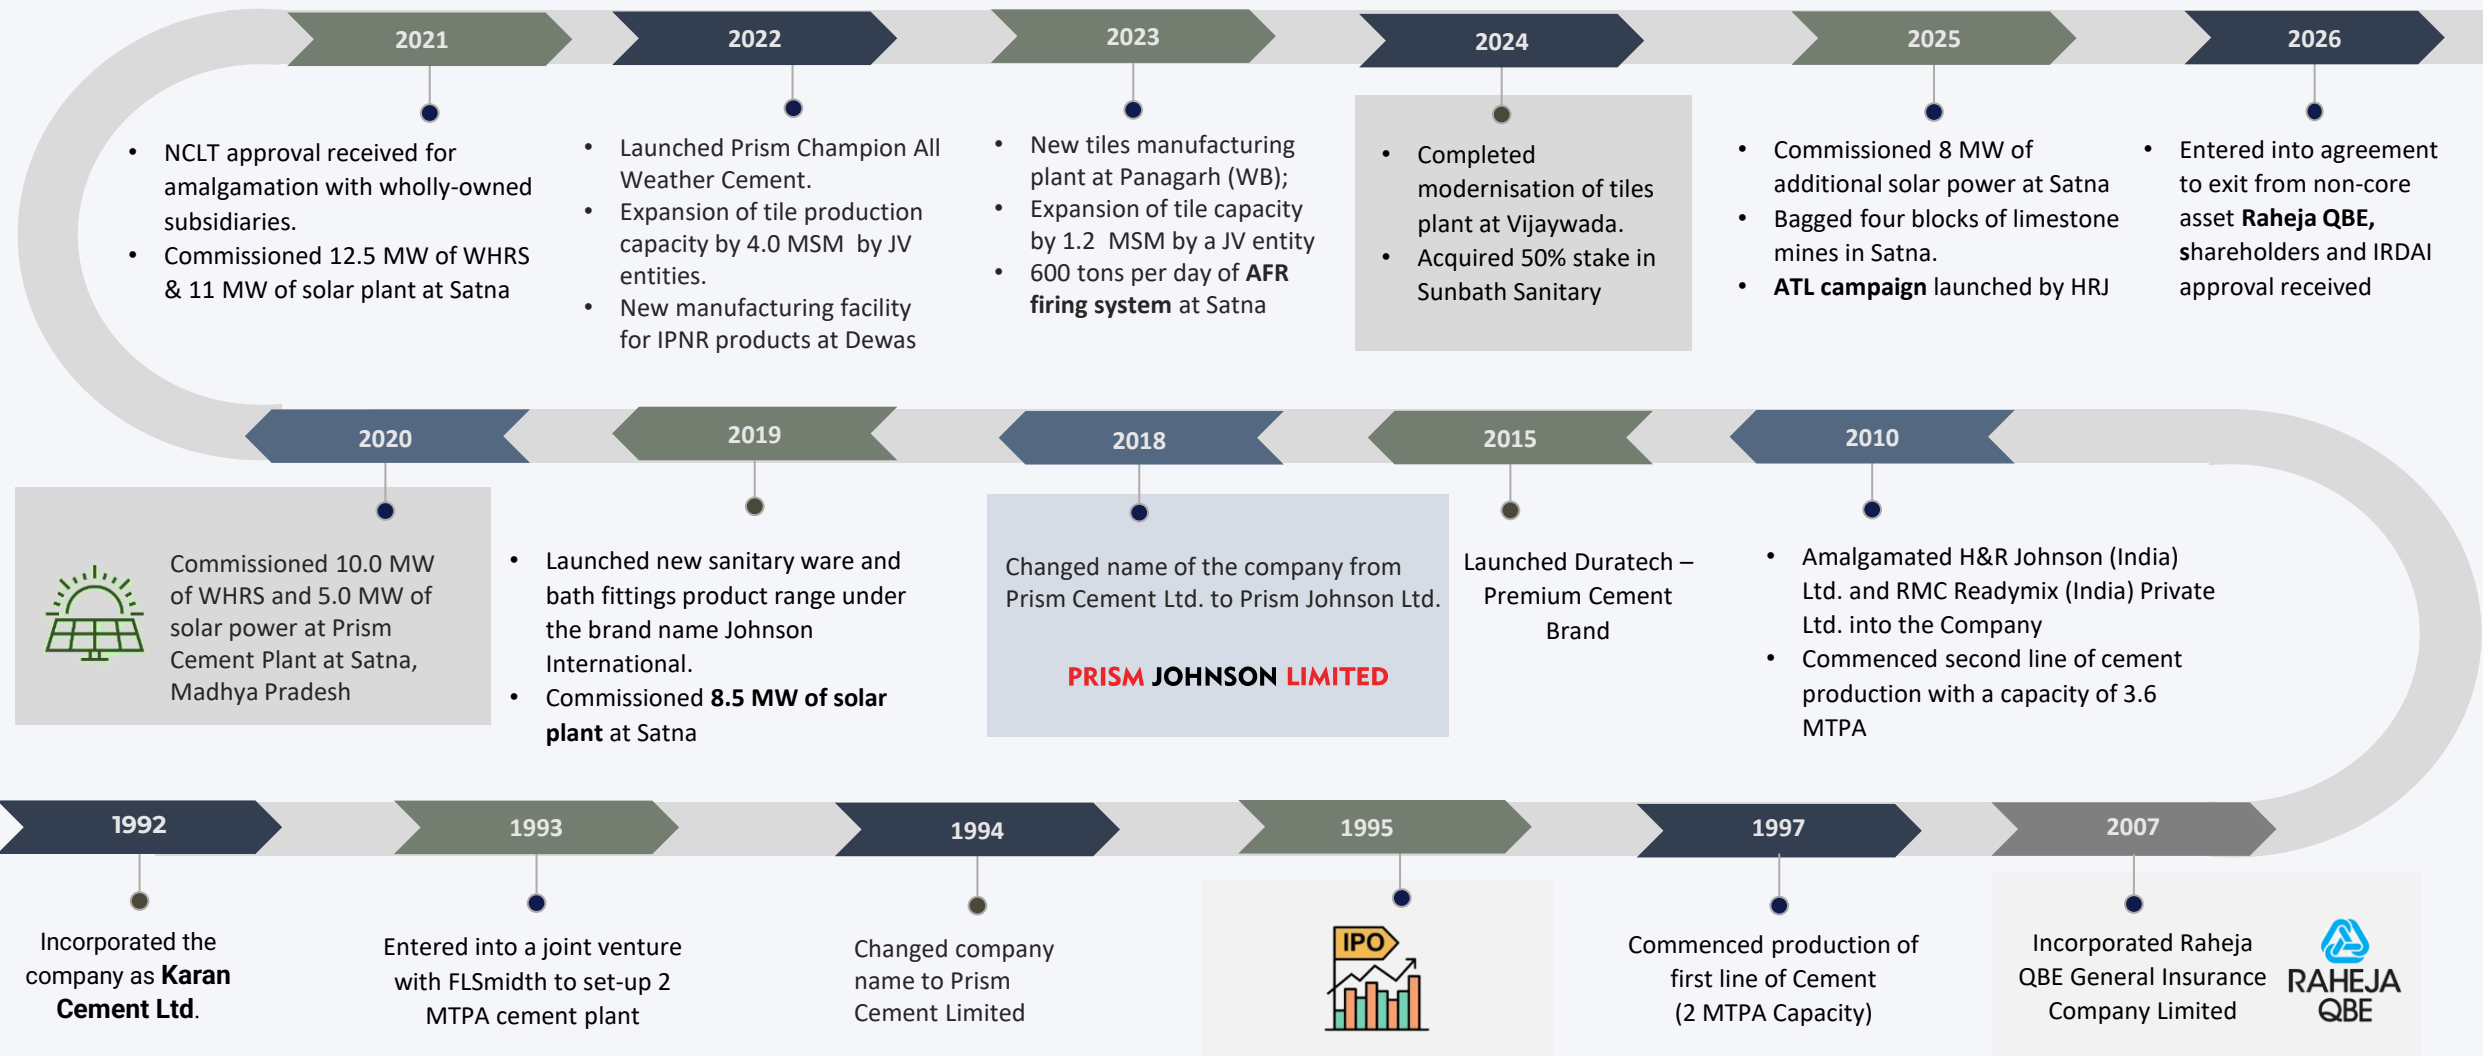 2021
2022
2023
2024
2025
2026
• NCLT approval received for
amalgamation with wholly-owned
subsidiaries.
• Commissioned 12.5 MW of WHRS
& 11 MW of solar plant at Satna
• Launched Prism Champion All
Weather Cement.
• Expansion of tile production
capacity by 4.0 MSM by JV
entities.
• New manufacturing facility
for IPNR products at Dewas
• New tiles manufacturing
plant at Panagarh (WB);
• Expansion of tile capacity
by 1.2 MSM by a JV entity
• 600 tons per day of AFR
firing system at Satna
• Completed
modernisation of tiles
plant at Vijaywada.
• Acquired 50% stake in
Sunbath Sanitary
• Commissioned 8 MW of
additional solar power at Satna
• Bagged four blocks of limestone
mines in Satna.
• ATL campaign launched by HRJ
• Entered into agreement
to exit from non-core
asset Raheja QBE,
shareholders and IRDAI
approval received
2020
2019
2018
2015
2010
Commissioned 10.0 MW
of WHRS and 5.0 MW of
solar power at Prism
Cement Plant at Satna,
Madhya Pradesh
• Launched new sanitary ware and
bath fittings product range under
the brand name Johnson
International.
• Commissioned 8.5 MW of solar
plant at Satna
Changed name of the company from
Prism Cement Ltd. to Prism Johnson Ltd.
PRISM JOHNSON LIMITED
Launched Duratech –
Premium Cement
Brand
• Amalgamated H&R Johnson (India)
Ltd. and RMC Readymix (India) Private
Ltd. into the Company
• Commenced second line of cement
production with a capacity of 3.6
MTPA
1992
1993
1994
1995
1997
2007
Incorporated the
company as Karan
Cement Ltd.
Entered into a joint venture
with FLSmidth to set-up 2
MTPA cement plant
Changed company
name to Prism
Cement Limited
IPO
Commenced production of
first line of Cement
(2 MTPA Capacity)
Incorporated Raheja
QBE General Insurance
Company Limited
RAHEJA
QBE